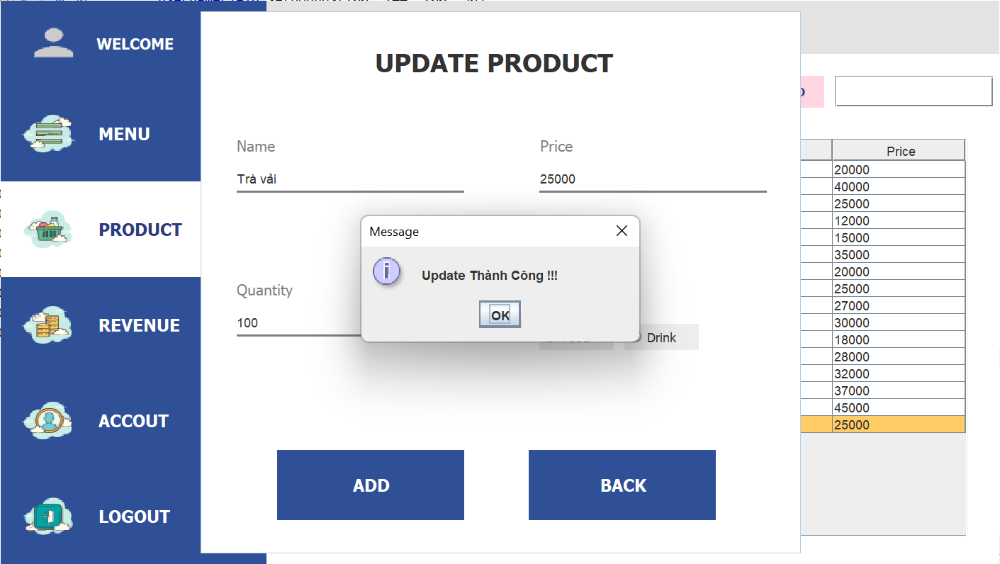 WELCOME
MENU
PRODUCT
REVENUE
ACCOUT
LOGOUT
UPDATE PRODUCT
Name
Price
Trà vải
25000
Quantity
100
Drink
Message
Update Thành Công !!!
OK
ADD
BACK
Price
20000
40000
25000
12000
15000
35000
20000
25000
27000
30000
18000
28000
32000
37000
45000
25000